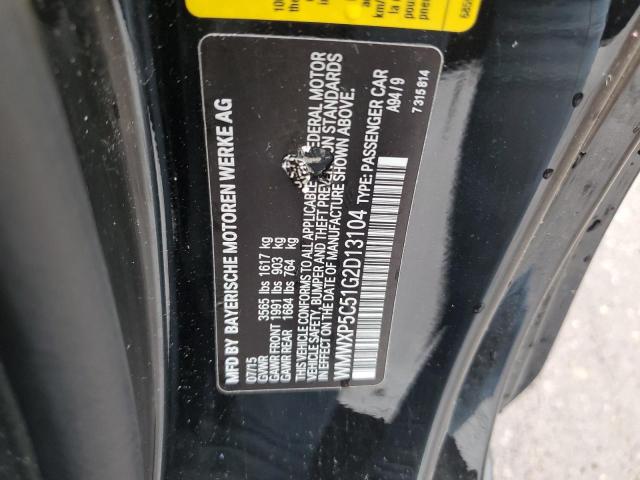 MFD BY BAYERISCHE MOTOREN WERKE AG
07/15
GVWR 3565 lbs 1617 kg
GAWR FRONT 1991 lbs 903 kg
GAWR REAR 1684 lbs 764 kg
THIS VEHICLE CONFORMS TO ALL APPLICABLE FEDERAL MOTOR
VEHICLE SAFETY, BUMPER AND THEFT PREVENTION STANDARDS
IN EFFECT ON THE DATE OF MANUFACTURE SHOWN ABOVE.
WMWXP5C51G2D13104 TYPE: PASSENGER CAR
A94/9
7 315 814